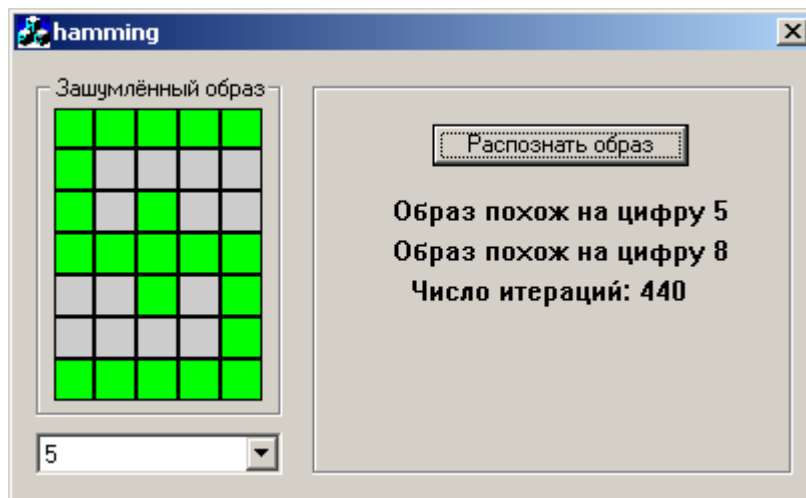 hamming
Зашумлённый образ
Распознать образ
Образ похож на цифру 5
Образ похож на цифру 8
Число итераций: 440
5